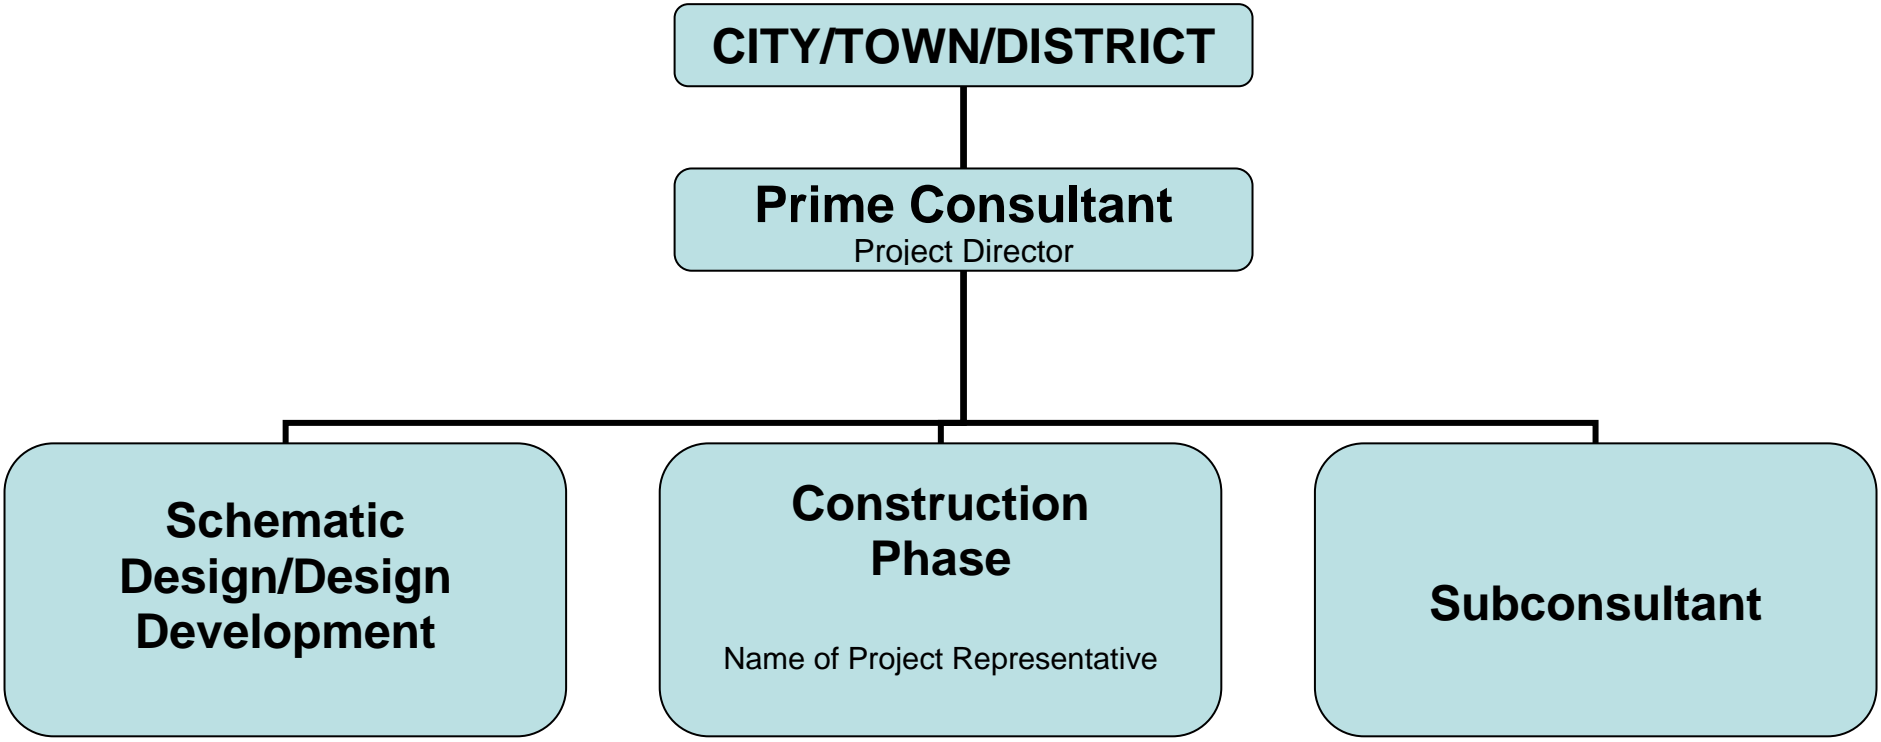 CITY/TOWN/DISTRICT
Prime Consultant
Project Director
Schematic
Design/Design
Development
Construction
Phase
Name of Project Representative
Subconsultant